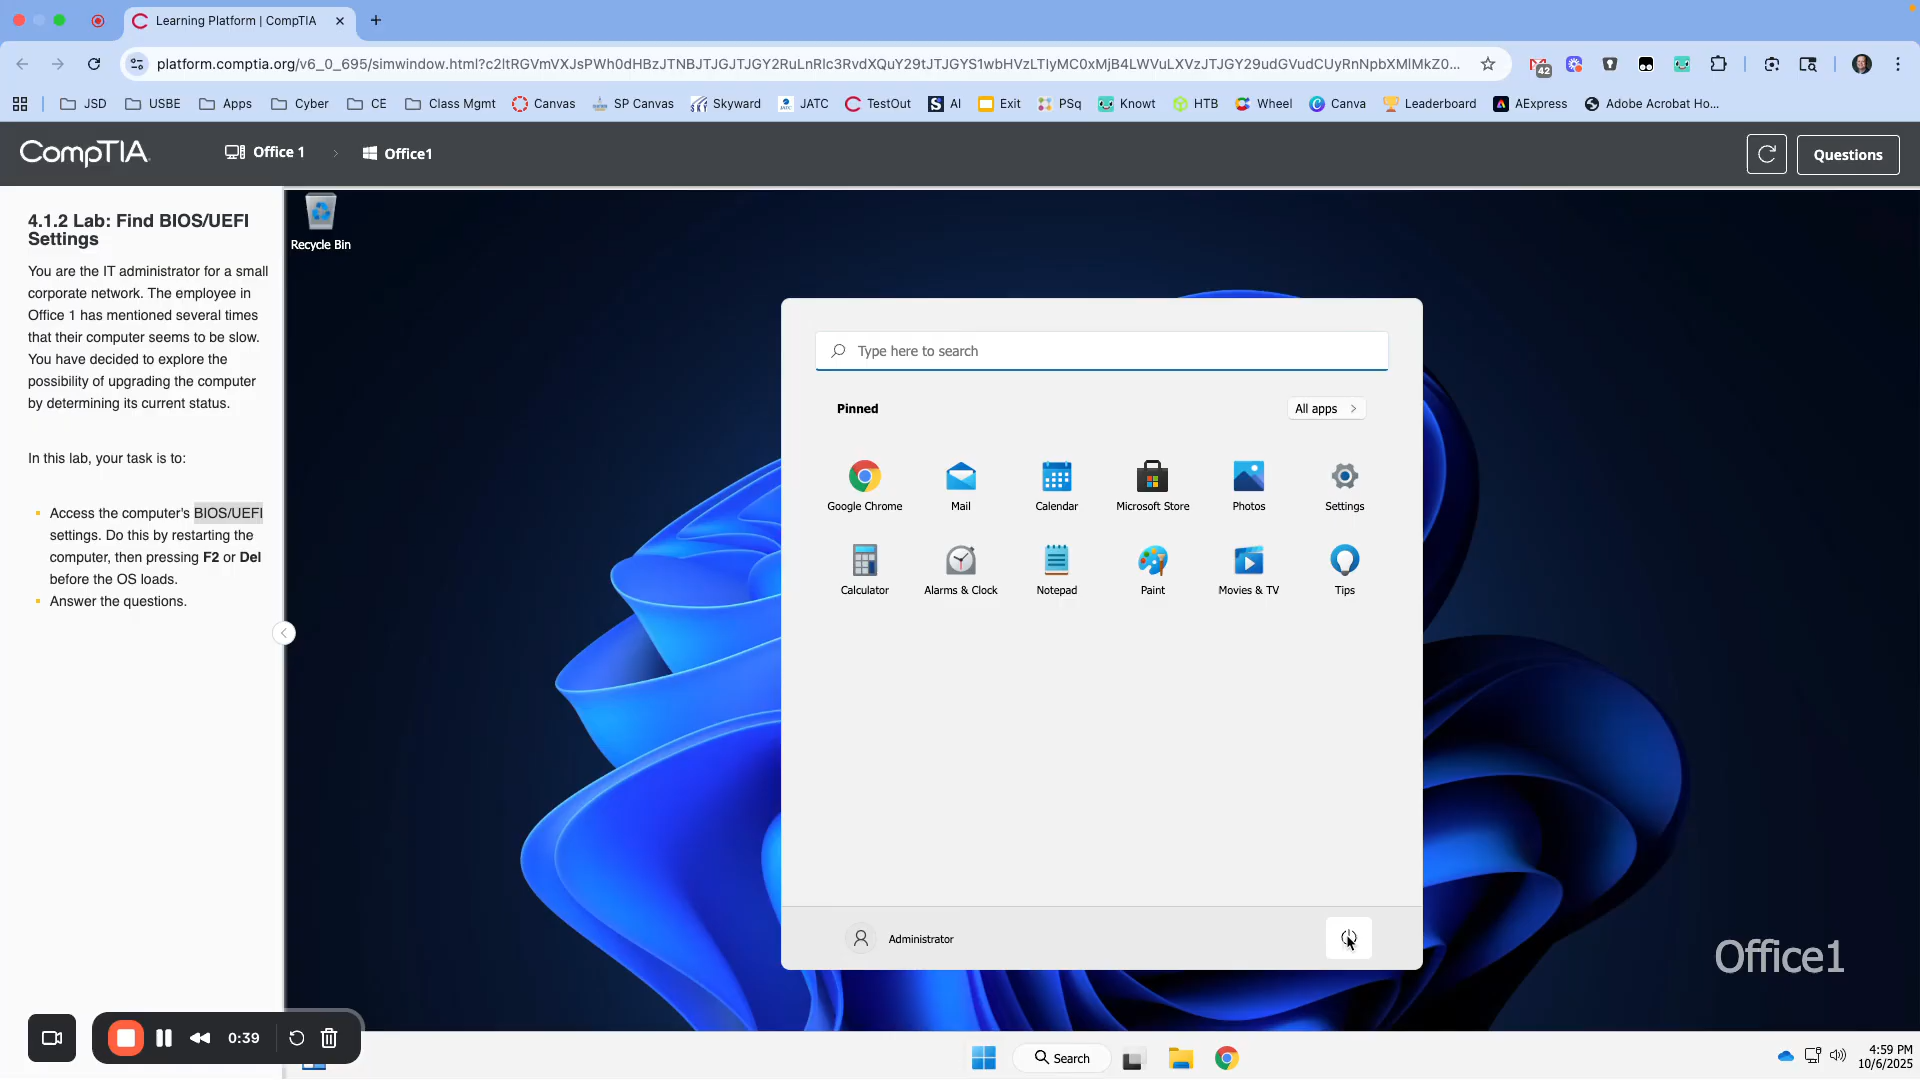 Learning Platform | CompTIA
platform.comptia.org/v6_0_695/simwindow.html?c2ltRGVmVXJsPWh0dHBzJTNBJTJGJTJGY2RuLnRlc3RvdXQuY29tJTJGYS1wbHVzLTIyMC0xMjB4LWVuLXVzJTJGY29udGVudCUyRnNpbXMlMkZ0...
42
JSD
USBE
Apps
Cyber
CE
Class Mgmt
Canvas
SP Canvas
Skyward
JATC
TestOut
AI
Exit
PSq
Knowt
HTB
Wheel
Canva
Leaderboard
AExpress
Adobe Acrobat Ho...
CompTIA.
Office 1
Office1
Questions
4.1.2 Lab: Find BIOS/UEFI
Settings
You are the IT administrator for a small
corporate network. The employee in
Office 1 has mentioned several times
that their computer seems to be slow.
You have decided to explore the
possibility of upgrading the computer
by determining its current status.
In this lab, your task is to:
Access the computer's BIOS/UEFI
settings. Do this by restarting the
computer, then pressing F2 or Del
before the OS loads.
Answer the questions.
Recycle Bin
Type here to search
Pinned
All apps
Google Chrome
Mail
Calendar
Microsoft Store
Photos
Settings
Calculator
Alarms & Clock
Notepad
Paint
Movies & TV
Tips
Administrator
Office1
0:39
Search
4:59 PM
10/6/2025